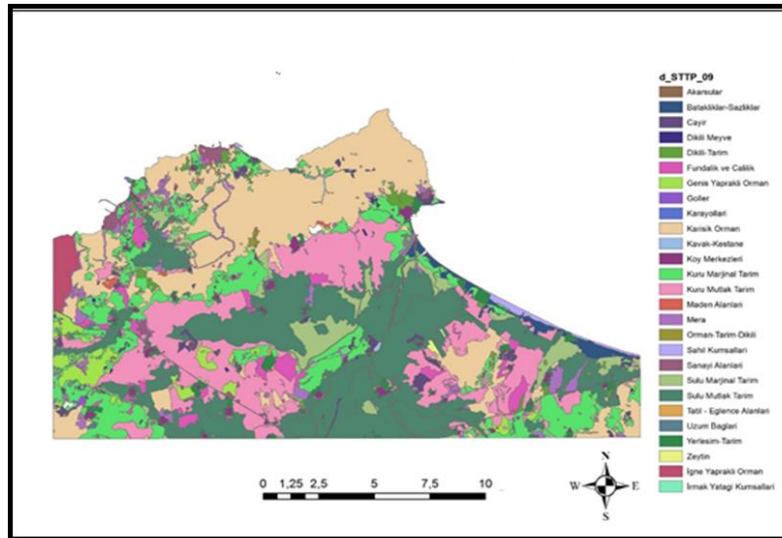 d_STTP_09
Akarsular
Bataklıklar-Sazlıklar
Cayir
Dikili Meyve
Dikili-Tarim
Fundalik ve Calilik
Genis Yaprakli Orman
Goller
Karayollari
Karisik Orman
Kavak-Kestane
Koy Merkezleri
Kuru Marjinal Tarim
Kuru Mutlak Tarim
Maden Alanlari
Mera
Orman-Tarim-Dikili
Sahil Kumsallari
Sanayi Alanlari
Sulu Marjinal Tarim
Sulu Mutlak Tarim
Tatil - Eglence Alanlari
Uzum Baglari
Yerlesim-Tarim
Zeytin
Igne Yaprakli Orman
Irmak Yatagi Kumsallari
N
W E
S
0 1,25 2,5 5 7,5 10